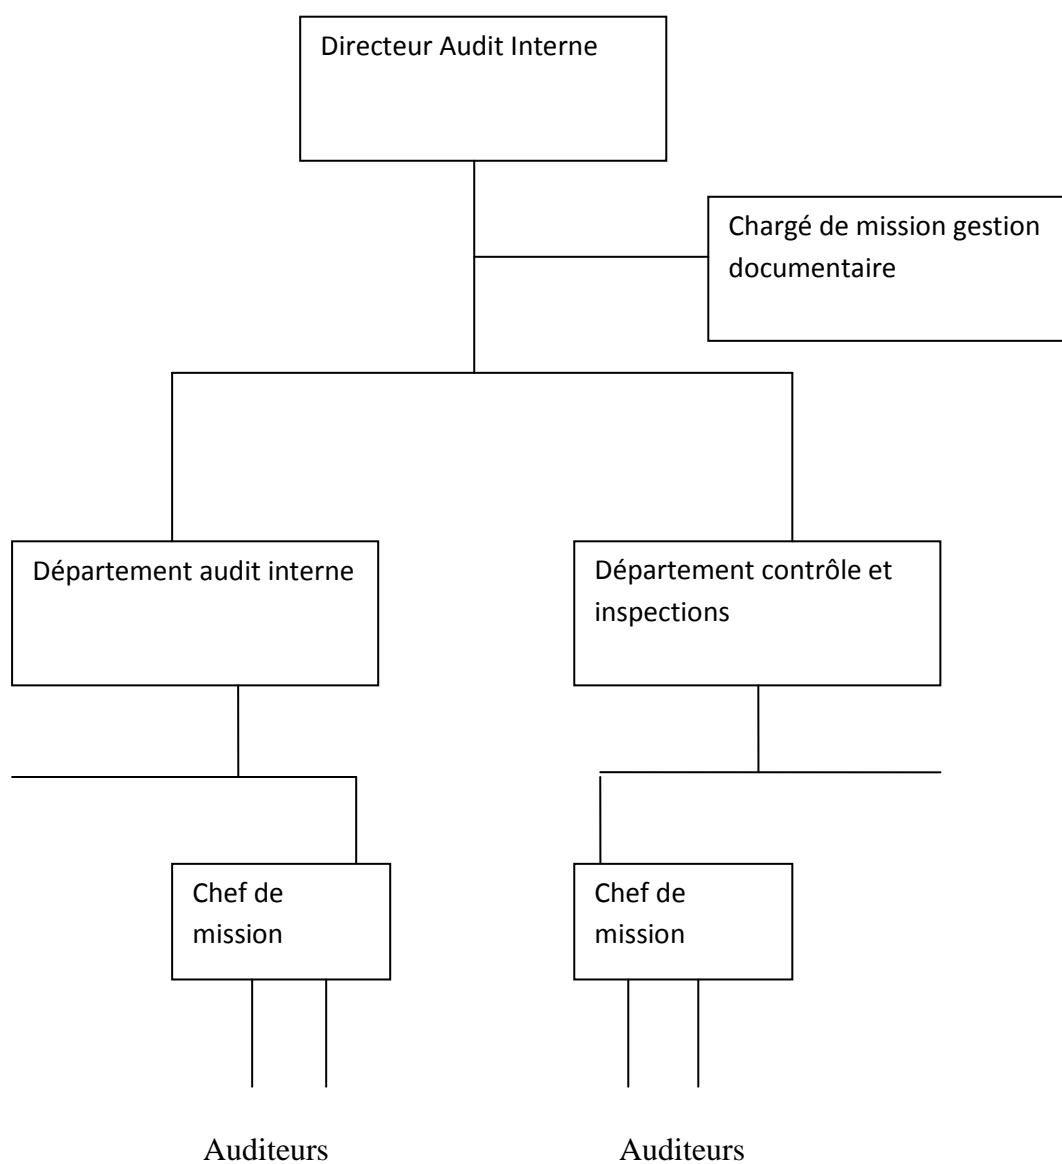 Directeur Audit Interne
Chargé de mission gestion
documentaire
Département audit interne
Département contrôle et
inspections
Chef de
mission
Chef de
mission
Auditeurs
Auditeurs